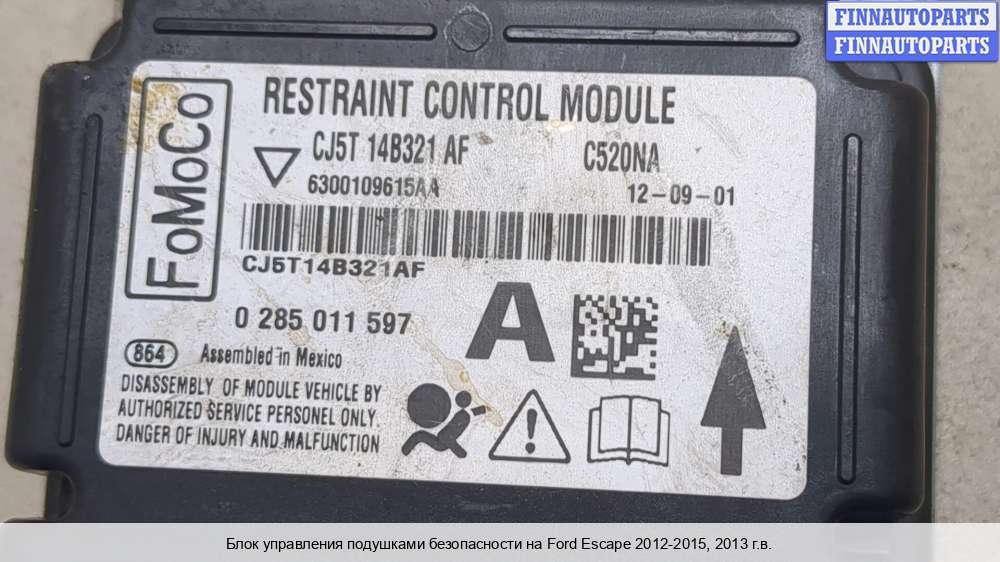 FINNAUTOPARTS
FINNAUTOPARTS
FoMoCo
RESTRAINT CONTROL MODULE
CJ5T 14B321 AF C520NA
6300109615AA 12-09-01
CJ5T14B321AF
0 285 011 597 A
864 Assembled in Mexico
DISASSEMBLY OF MODULE VEHICLE BY
AUTHORIZED SERVICE PERSONEL ONLY.
DANGER OF INJURY AND MALFUNCTION
Блок управления подушками безопасности на Ford Escape 2012-2015, 2013 г.в.